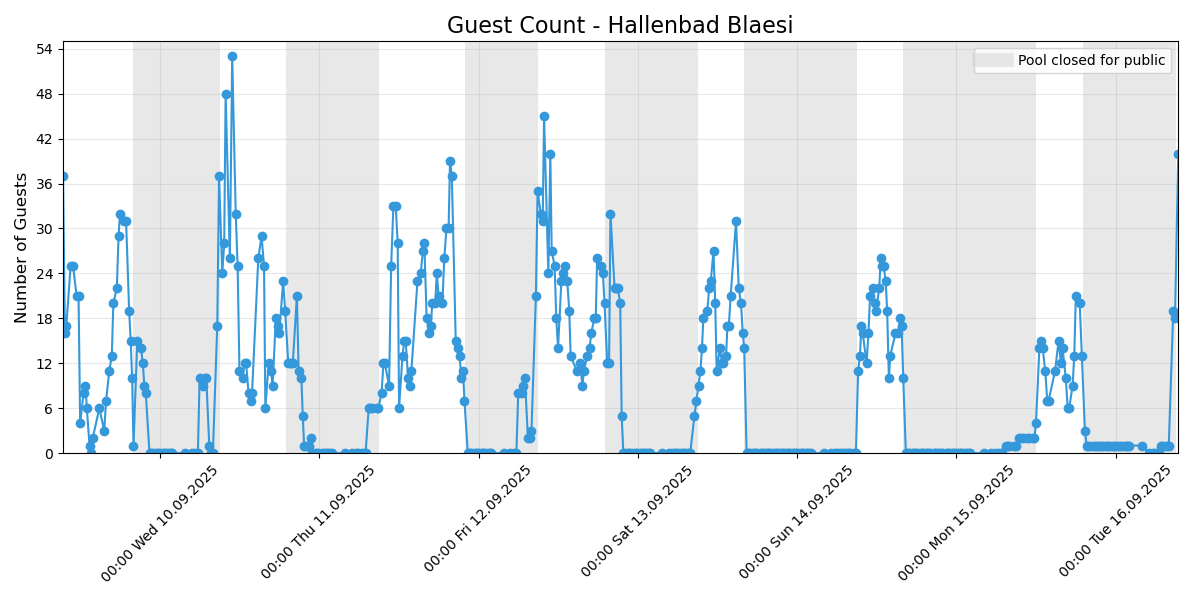 Guest Count - Hallenbad Blaesi
Pool closed for public
Number of Guests
54
48
42
36
30
24
18
12
6
0
00:00 Wed 10.09.2025
00:00 Thu 11.09.2025
00:00 Fri 12.09.2025
00:00 Sat 13.09.2025
00:00 Sun 14.09.2025
00:00 Mon 15.09.2025
00:00 Tue 16.09.2025